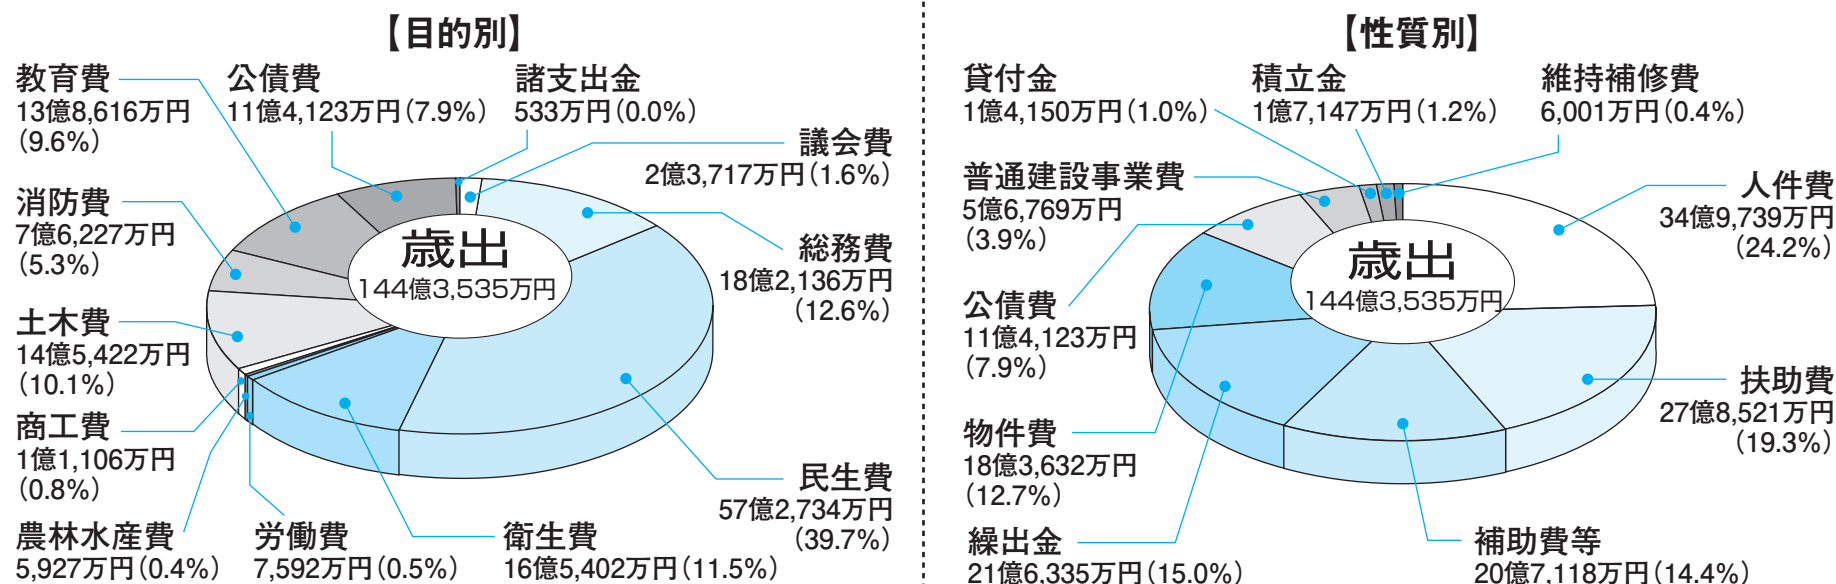 【目的別】
教育費
13億8,616万円
(9.6%)
公債費
11億4,123万円(7.9%)
諸支出金
533万円(0.0%)
議会費
2億3,717万円(1.6%)
消防費
7億6,227万円
(5.3%)
総務費
18億2,136万円
(12.6%)
歳出
144億3,535万円
土木費
14億5,422万円
(10.1%)
商工費
1億1,106万円
(0.8%)
民生費
57億2,734万円
(39.7%)
農林水産費
5,927万円(0.4%)
労働費
7,592万円(0.5%)
衛生費
16億5,402万円(11.5%)
【性質別】
貸付金
1億4,150万円(1.0%)
積立金
1億7,147万円(1.2%)
維持補修費
6,001万円(0.4%)
普通建設事業費
5億6,769万円
(3.9%)
人件費
34億9,739万円
(24.2%)
歳出
144億3,535万円
公債費
11億4,123万円
(7.9%)
扶助費
27億8,521万円
(19.3%)
物件費
18億3,632万円
(12.7%)
繰出金
21億6,335万円(15.0%)
補助費等
20億7,118万円(14.4%)